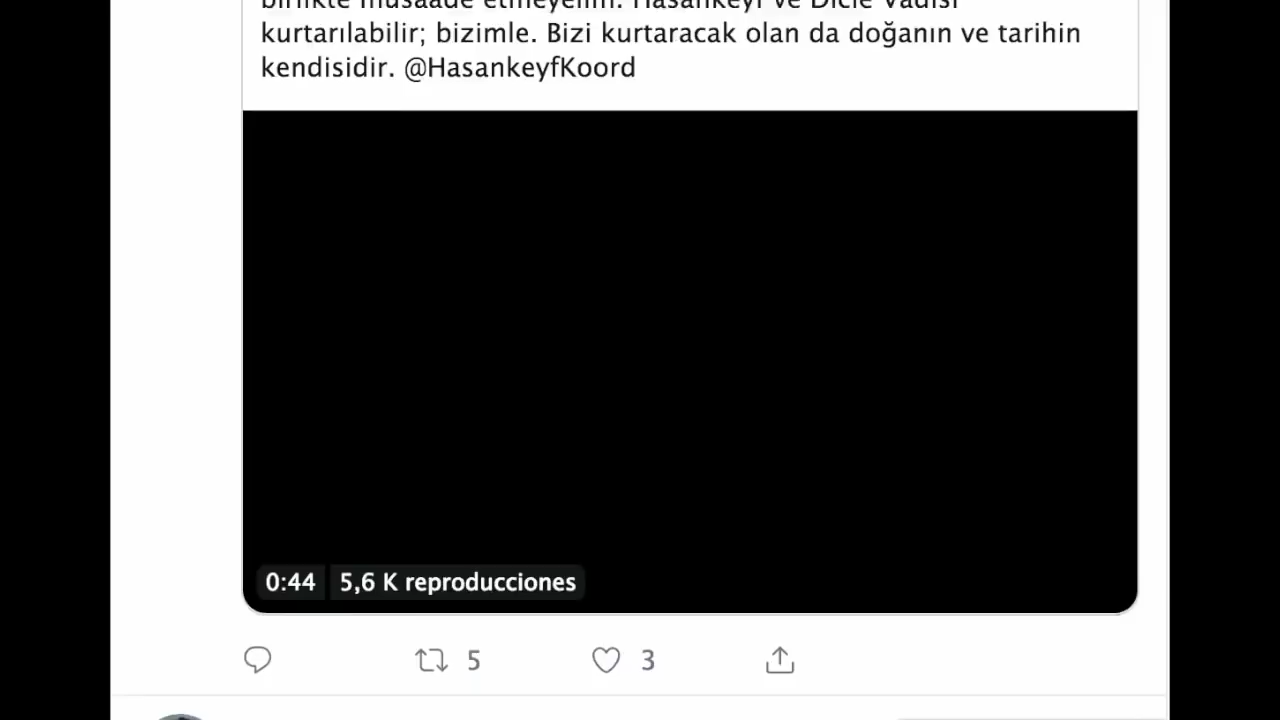 birlikte müsaade etmeyelim. Hasankeyf ve Dicle Vadisi
kurtarılabilir; bizimle. Bizi kurtaracak olan da doğanın ve tarihin
kendisidir. @HasankeyfKoord
0:44 5,6 K reproducciones
5 3